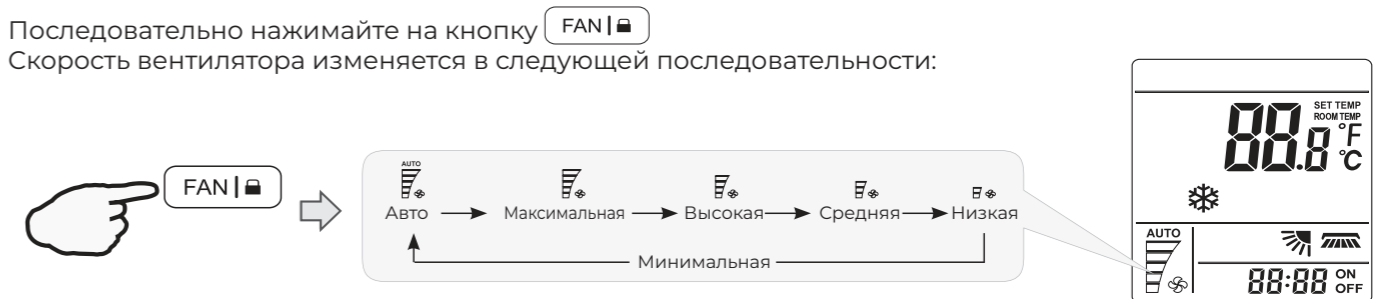 Последовательно нажимайте на кнопку FAN |
Скорость вентилятора изменяется в следующей последовательности:
FAN |
AUTO
Авто Максимальная Высокая Средняя Низкая
Минимальная
SET TEMP
ROOM TEMP
88.8 °F
°C
AUTO
88:88 ON
OFF